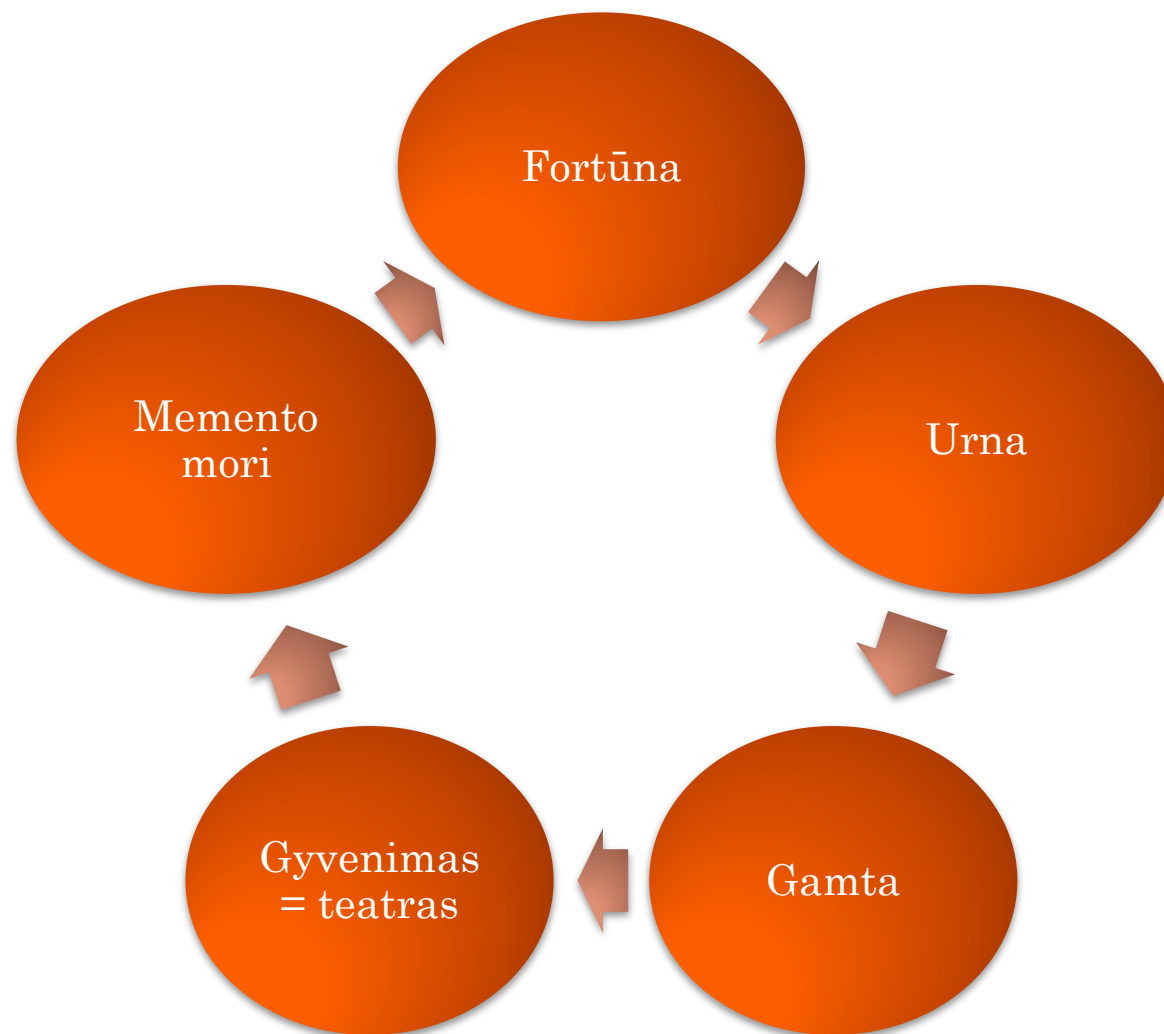 Fortūna
Urna
Gamta
Gyvenimas
= teatras
Memento
mori